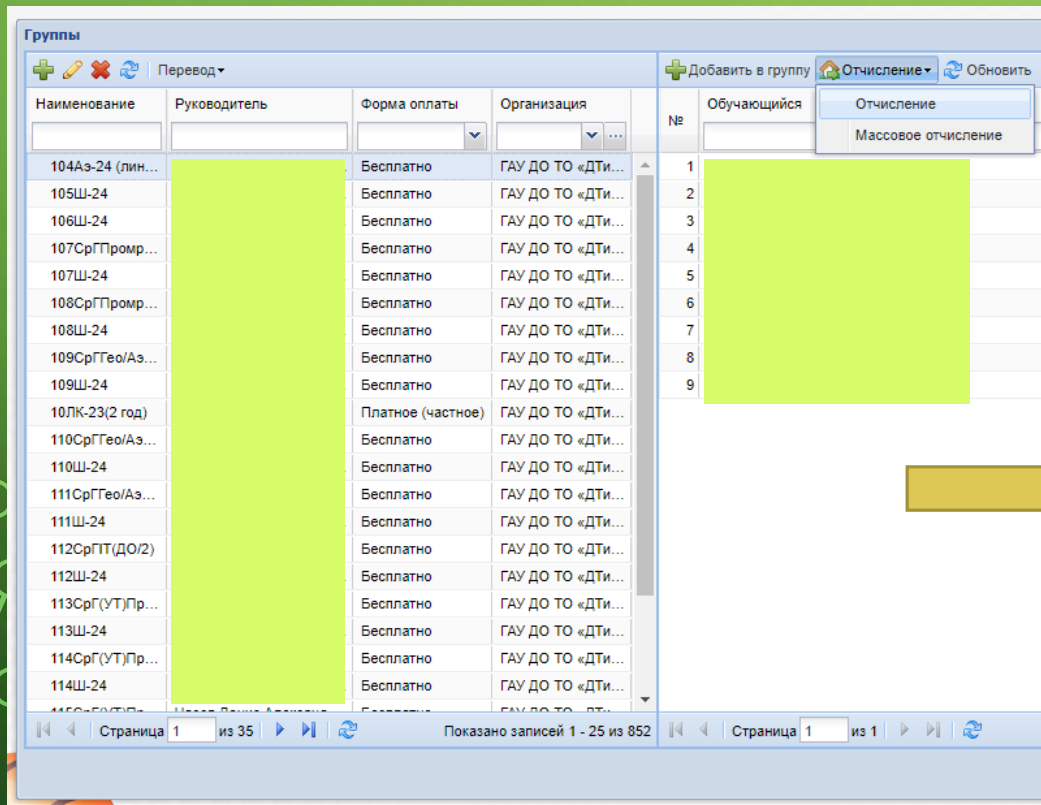 Группы
Перевод
Добавить в группу Отчисление Обновить
Наименование Руководитель Форма оплаты Организация
№ Обучающийся
Отчисление
Массовое отчисление
104Аэ-24 (лин... Бесплатно ГАУ ДО ТО «ДТи...
105Ш-24 Бесплатно ГАУ ДО ТО «ДТи...
106Ш-24 Бесплатно ГАУ ДО ТО «ДТи...
107СрГПромр... Бесплатно ГАУ ДО ТО «ДТи...
107Ш-24 Бесплатно ГАУ ДО ТО «ДТи...
108СрГПромр... Бесплатно ГАУ ДО ТО «ДТи...
108Ш-24 Бесплатно ГАУ ДО ТО «ДТи...
109СрГГео/Аэ... Бесплатно ГАУ ДО ТО «ДТи...
109Ш-24 Бесплатно ГАУ ДО ТО «ДТи...
10ЛК-23(2 год) Платное (частное) ГАУ ДО ТО «ДТи...
110СрГГео/Аэ... Бесплатно ГАУ ДО ТО «ДТи...
110Ш-24 Бесплатно ГАУ ДО ТО «ДТи...
111СрГГео/Аэ... Бесплатно ГАУ ДО ТО «ДТи...
111Ш-24 Бесплатно ГАУ ДО ТО «ДТи...
112СрГIT(ДО/2) Бесплатно ГАУ ДО ТО «ДТи...
112Ш-24 Бесплатно ГАУ ДО ТО «ДТи...
113СрГ(УТ)Пр... Бесплатно ГАУ ДО ТО «ДТи...
113Ш-24 Бесплатно ГАУ ДО ТО «ДТи...
114СрГ(УТ)Пр... Бесплатно ГАУ ДО ТО «ДТи...
114Ш-24 Бесплатно ГАУ ДО ТО «ДТи...
1
2
3
4
5
6
7
8
9
Страница 1 из 35 Показано записей 1 - 25 из 852
Страница 1 из 1